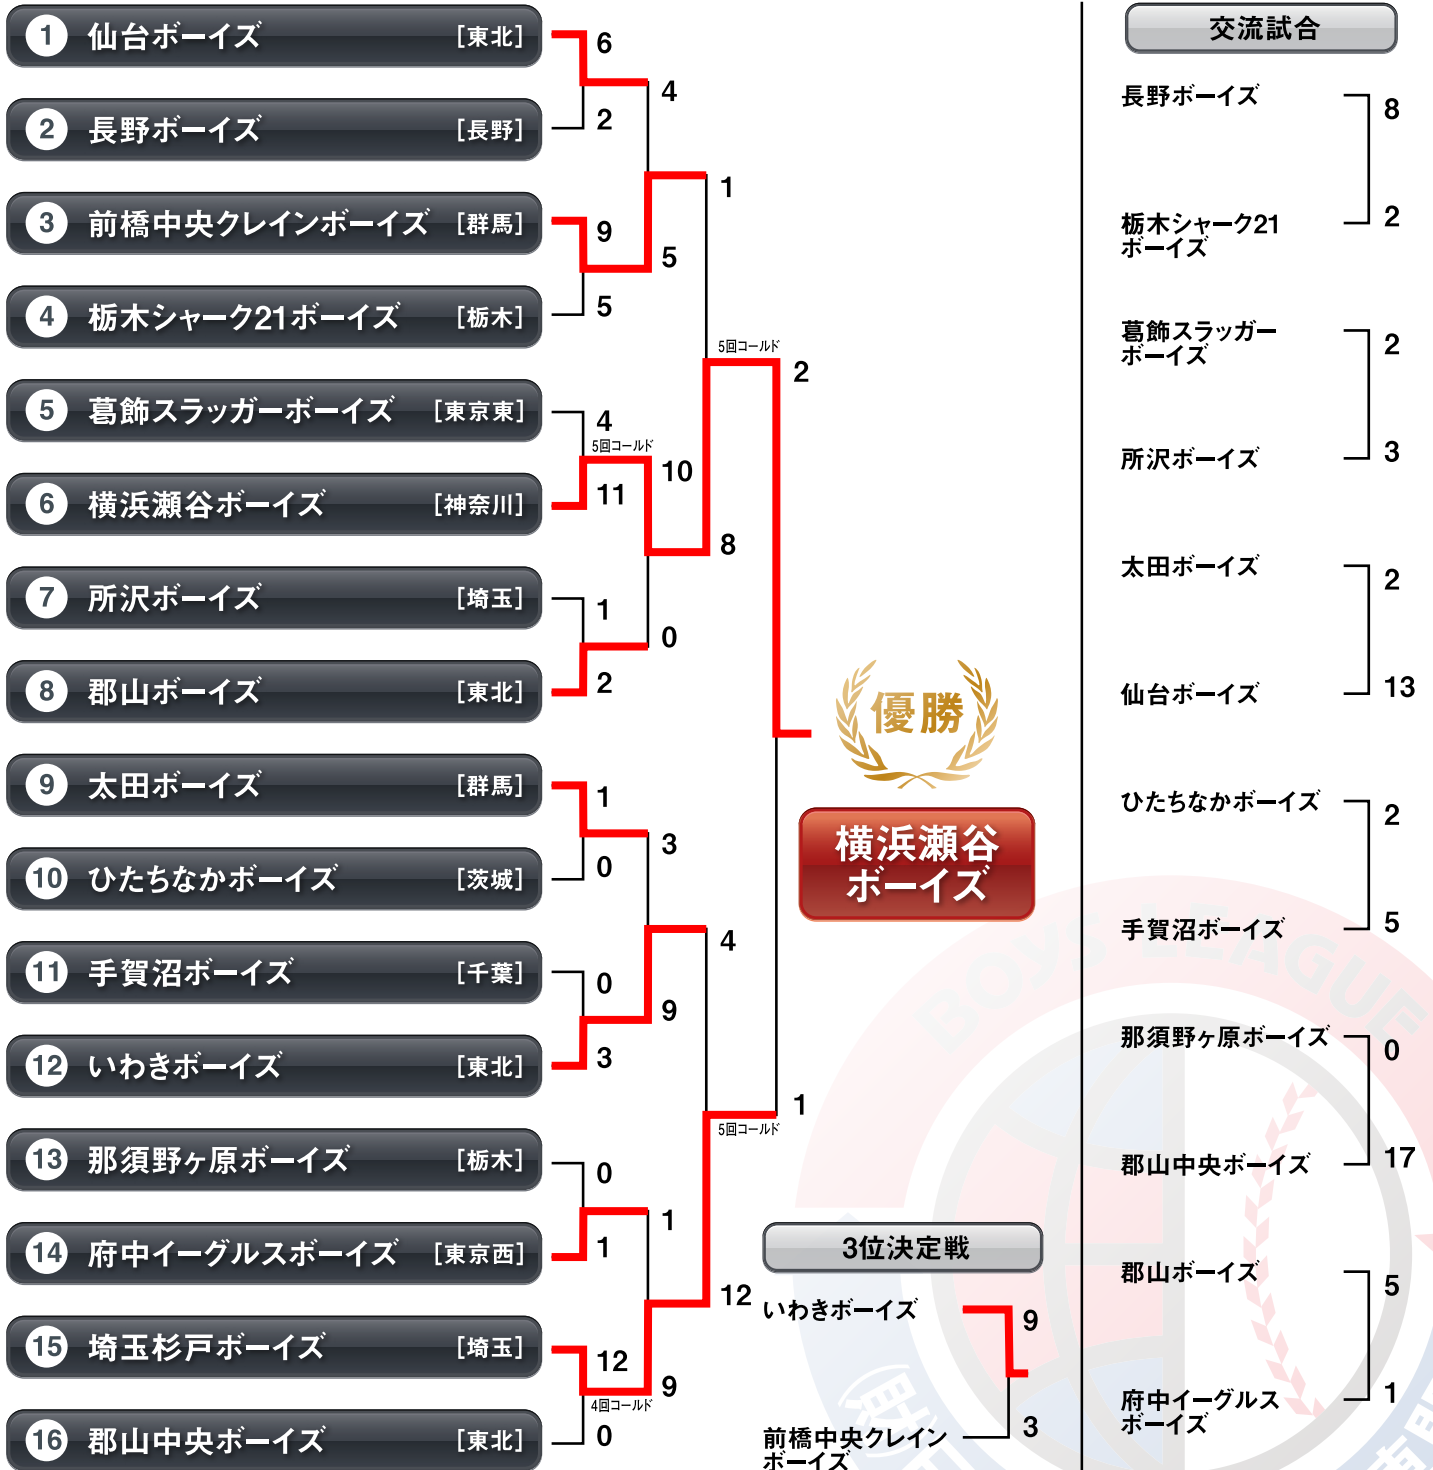 1 仙台ボーイズ [東北]
6
2 長野ボーイズ [長野]
2
4
3 前橋中央クレインボーイズ [群馬]
9
4 栃木シャーク21ボーイズ [栃木]
5
5
1
5 葛飾スラッガーボーイズ [東京東]
4
5回コールド
6 横浜瀬谷ボーイズ [神奈川]
11
10
7 所沢ボーイズ [埼玉]
1
8 郡山ボーイズ [東北]
2
0
8
5回コールド
2
9 太田ボーイズ [群馬]
1
10 ひたちなかボーイズ [茨城]
0
3
11 手賀沼ボーイズ [千葉]
0
12 いわきボーイズ [東北]
3
9
4
13 那須野ヶ原ボーイズ [栃木]
0
14 府中イーグルスボーイズ [東京西]
1
1
15 埼玉杉戸ボーイズ [埼玉]
12
4回コールド
16 郡山中央ボーイズ [東北]
0
9
12
5回コールド
1
優勝
横浜瀬谷
ボーイズ
3位決定戦
いわきボーイズ
9
前橋中央クレイン
ボーイズ
3
交流試合
長野ボーイズ
8
栃木シャーク21
ボーイズ
2
葛飾スラッガー
ボーイズ
2
所沢ボーイズ
3
太田ボーイズ
2
仙台ボーイズ
13
ひたちなかボーイズ
2
手賀沼ボーイズ
5
那須野ヶ原ボーイズ
0
郡山中央ボーイズ
17
郡山ボーイズ
5
府中イーグルス
ボーイズ
1
BOYS LEAGUE